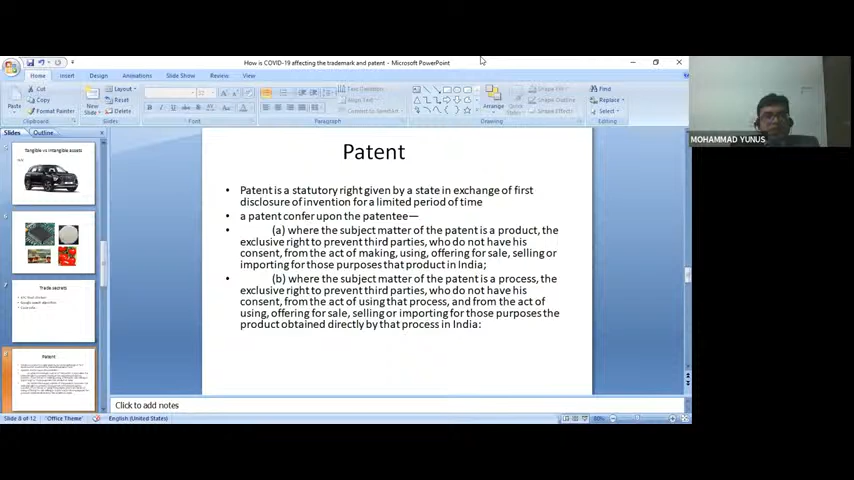 How is COVID-19 affecting the trademark and patent - Microsoft PowerPoint
Home Insert Design Animations Slide Show Review View
Paste
Cut
Copy
Format Painter
Clipboard
New
Slide
Layout
Reset
Delete
Slides
Font
Text Direction
Align Text
Paragraph
Arrange
Quick
Styles
Shape Fill
Shape Outline
Shape Effects
Drawing
Find
Replace
Select
Editing
MOHAMMAD YUNUS
Slides Outline
Tangible vs Intangible assets
6
7
Trade secrets
Patent
Patent
• Patent is a statutory right given by a state in exchange of first
disclosure of invention for a limited period of time
• a patent confer upon the patentee—
• (a) where the subject matter of the patent is a product, the
exclusive right to prevent third parties, who do not have his
consent, from the act of making, using, offering for sale, selling or
importing for those purposes that product in India;
• (b) where the subject matter of the patent is a process, the
exclusive right to prevent third parties, who do not have his
consent, from the act of using that process, and from the act of
using, offering for sale, selling or importing for those purposes the
product obtained directly by that process in India:
Click to add notes
Slide 8 of 12 "Office Theme" English (United States) 60%